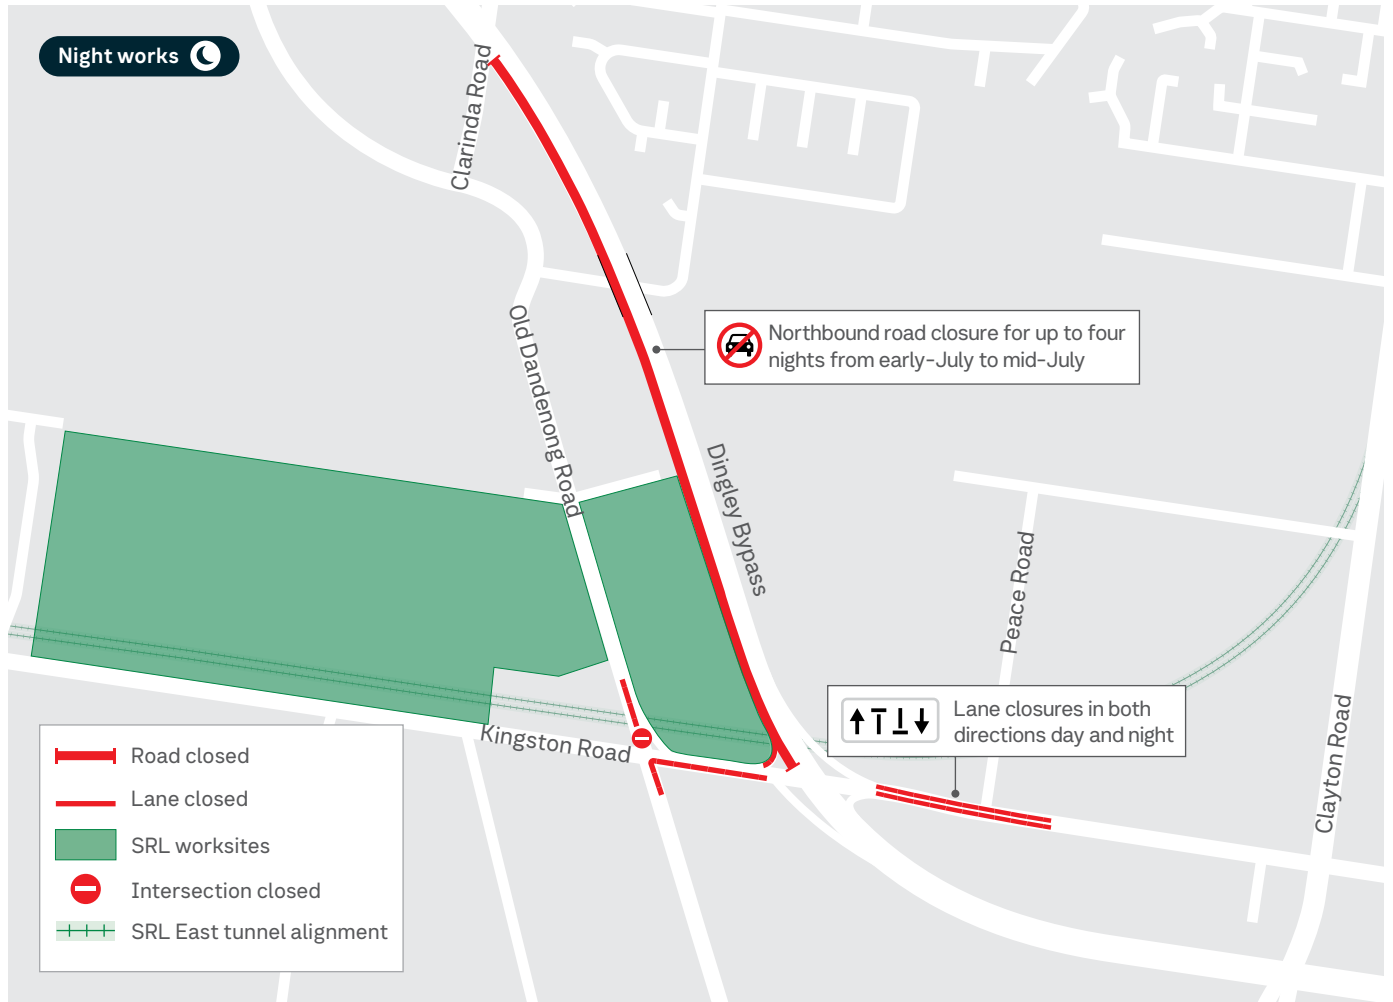 Night works
Clarinda Road
Old Dandenong Road
Northbound road closure for up to four
nights from early-July to mid-July
Dingley Bypass
Peace Road
Lane closures in both
directions day and night
Kingston Road
Clayton Road
Road closed
Lane closed
SRL worksites
Intersection closed
SRL East tunnel alignment